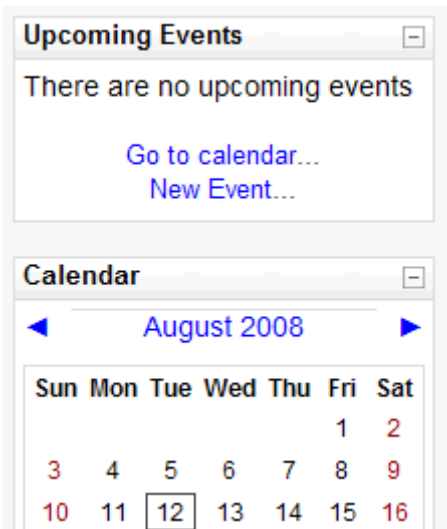 Upcoming Events
There are no upcoming events
Go to calendar...
New Event...
Calendar
◄ August 2008 ►
Sun Mon Tue Wed Thu Fri Sat
1 2
3 4 5 6 7 8 9
10 11 12 13 14 15 16